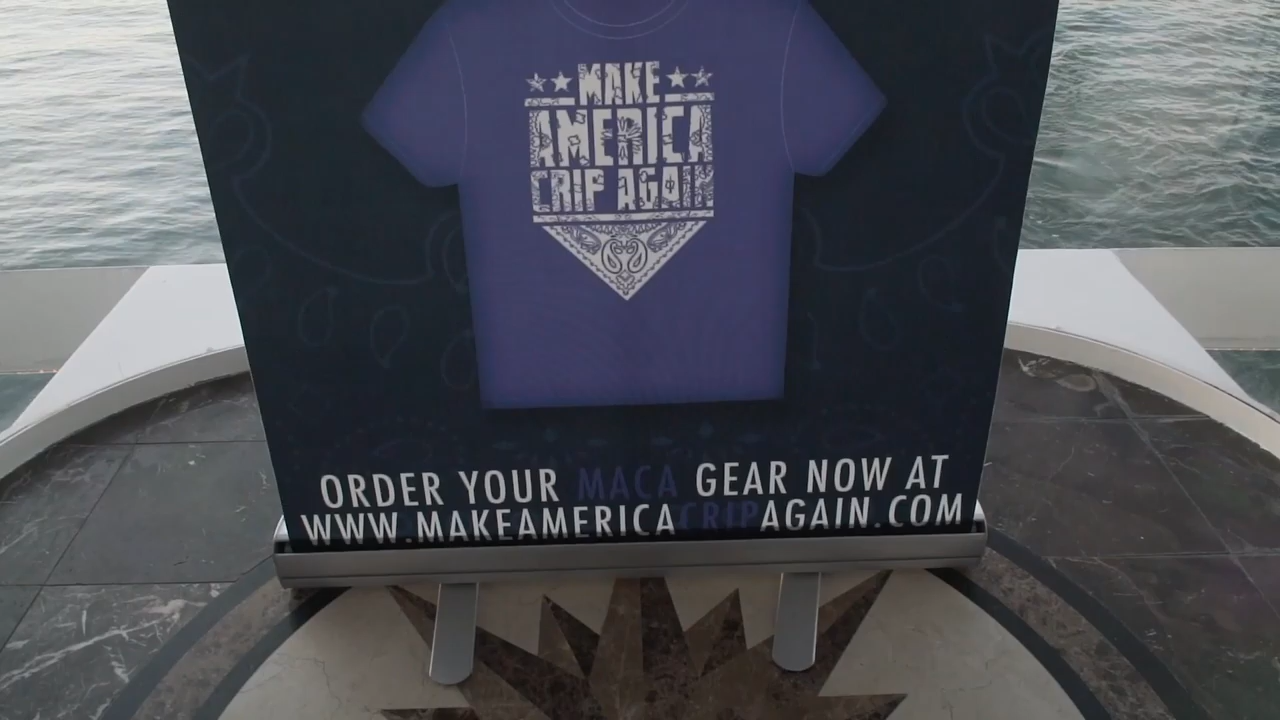 MAKE
AMERICA
CRIP AGAIN
ORDER YOUR MACA GEAR NOW AT
WWW.MAKEAMERICACRIPAGAIN.COM